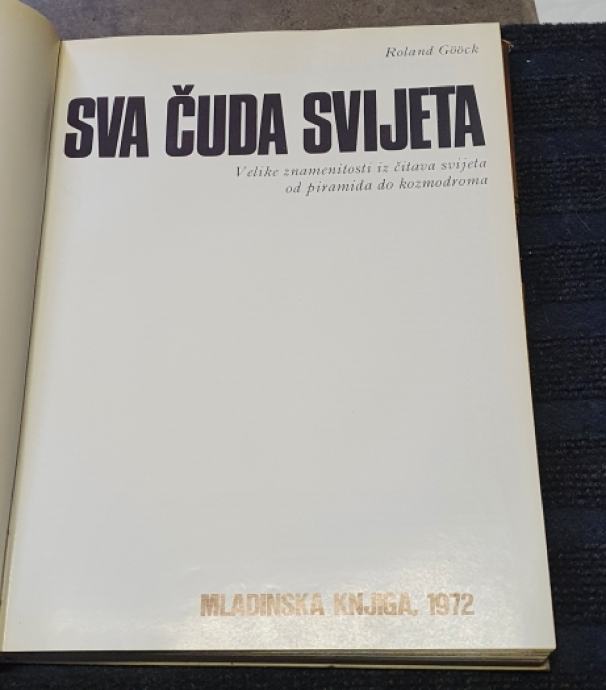 Roland Gööck
SVA ČUDA SVIJETA
Velike znamenitosti iz čitava svijeta
od piramida do kozmodroma
MLADINSKA KNJIGA, 1972